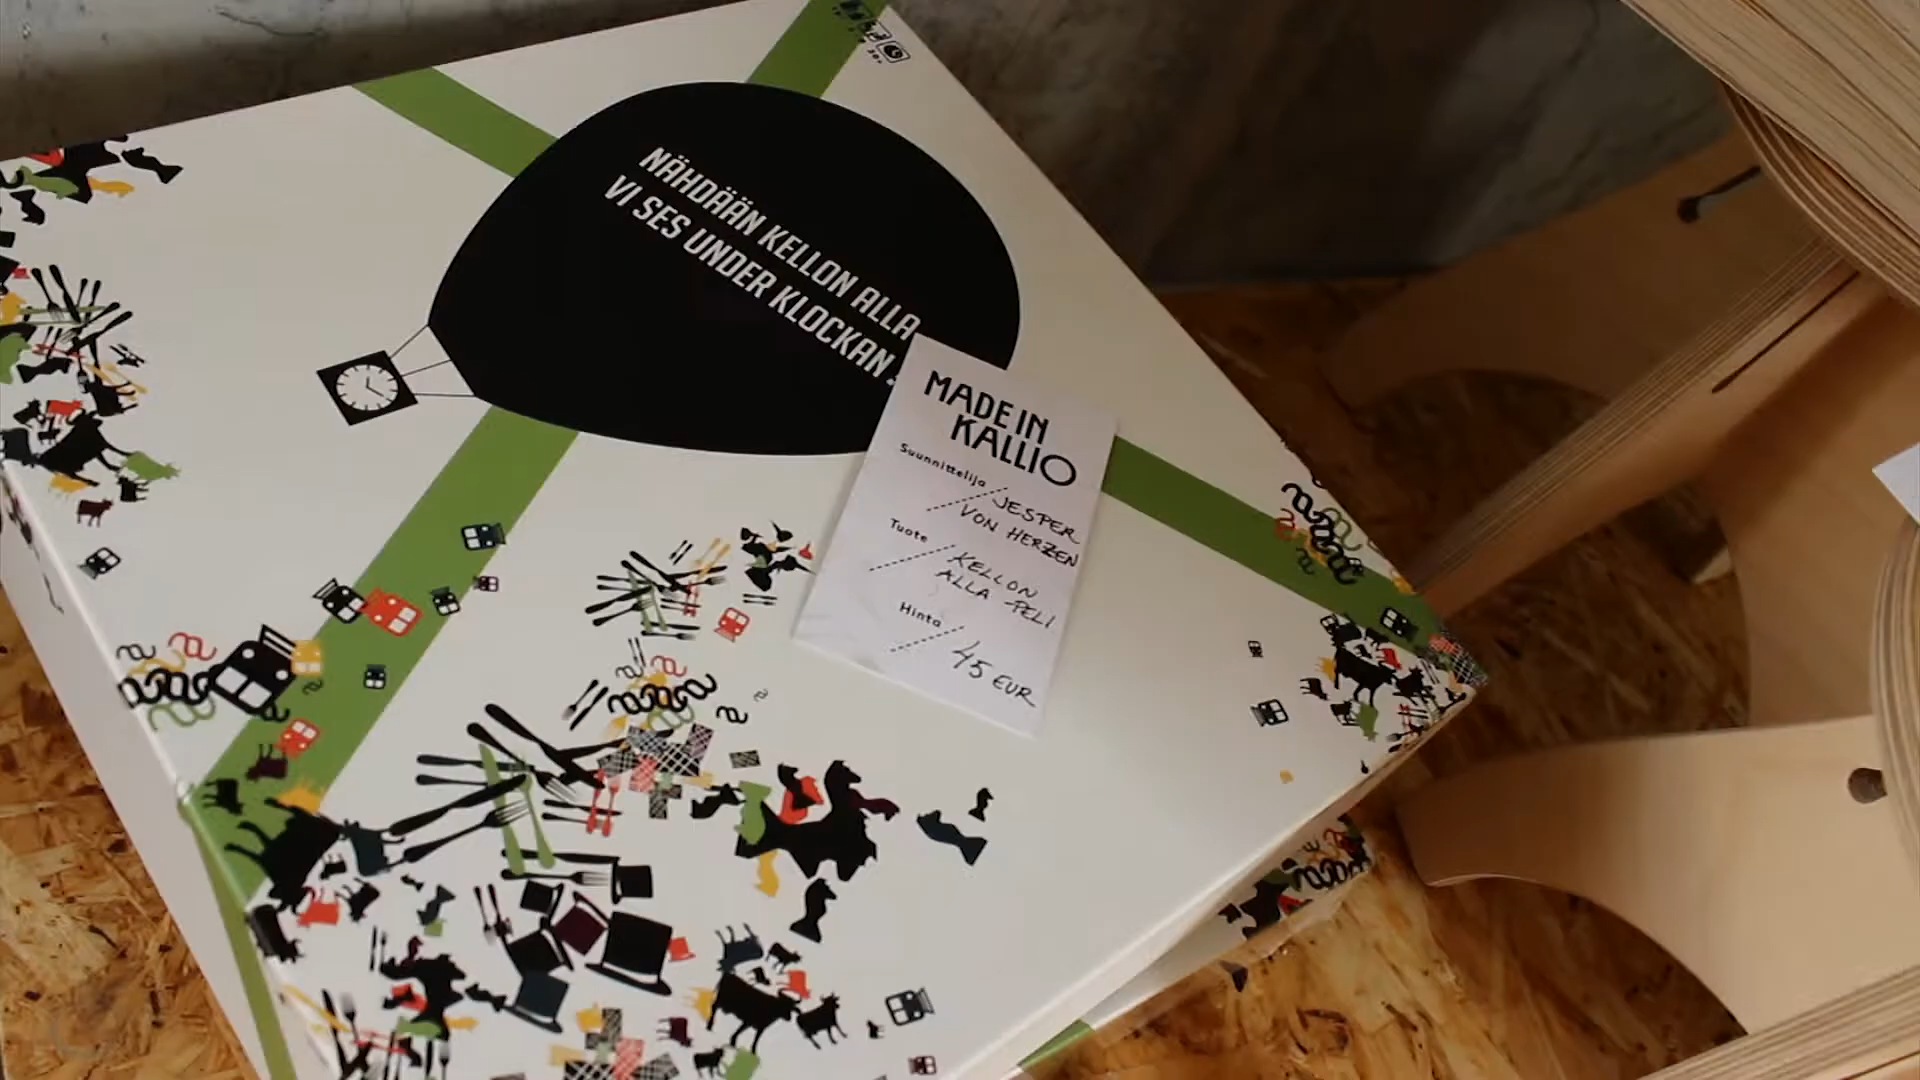 NÄHDÄÄN KELLON ALLA
VI SES UNDER KLOCKAN.
MADE IN
KALLIO
Suunnittelija
JESPER
VON HERZEN
Tuote
KELLON
ALLA -PELI
Hinta
45 EUR